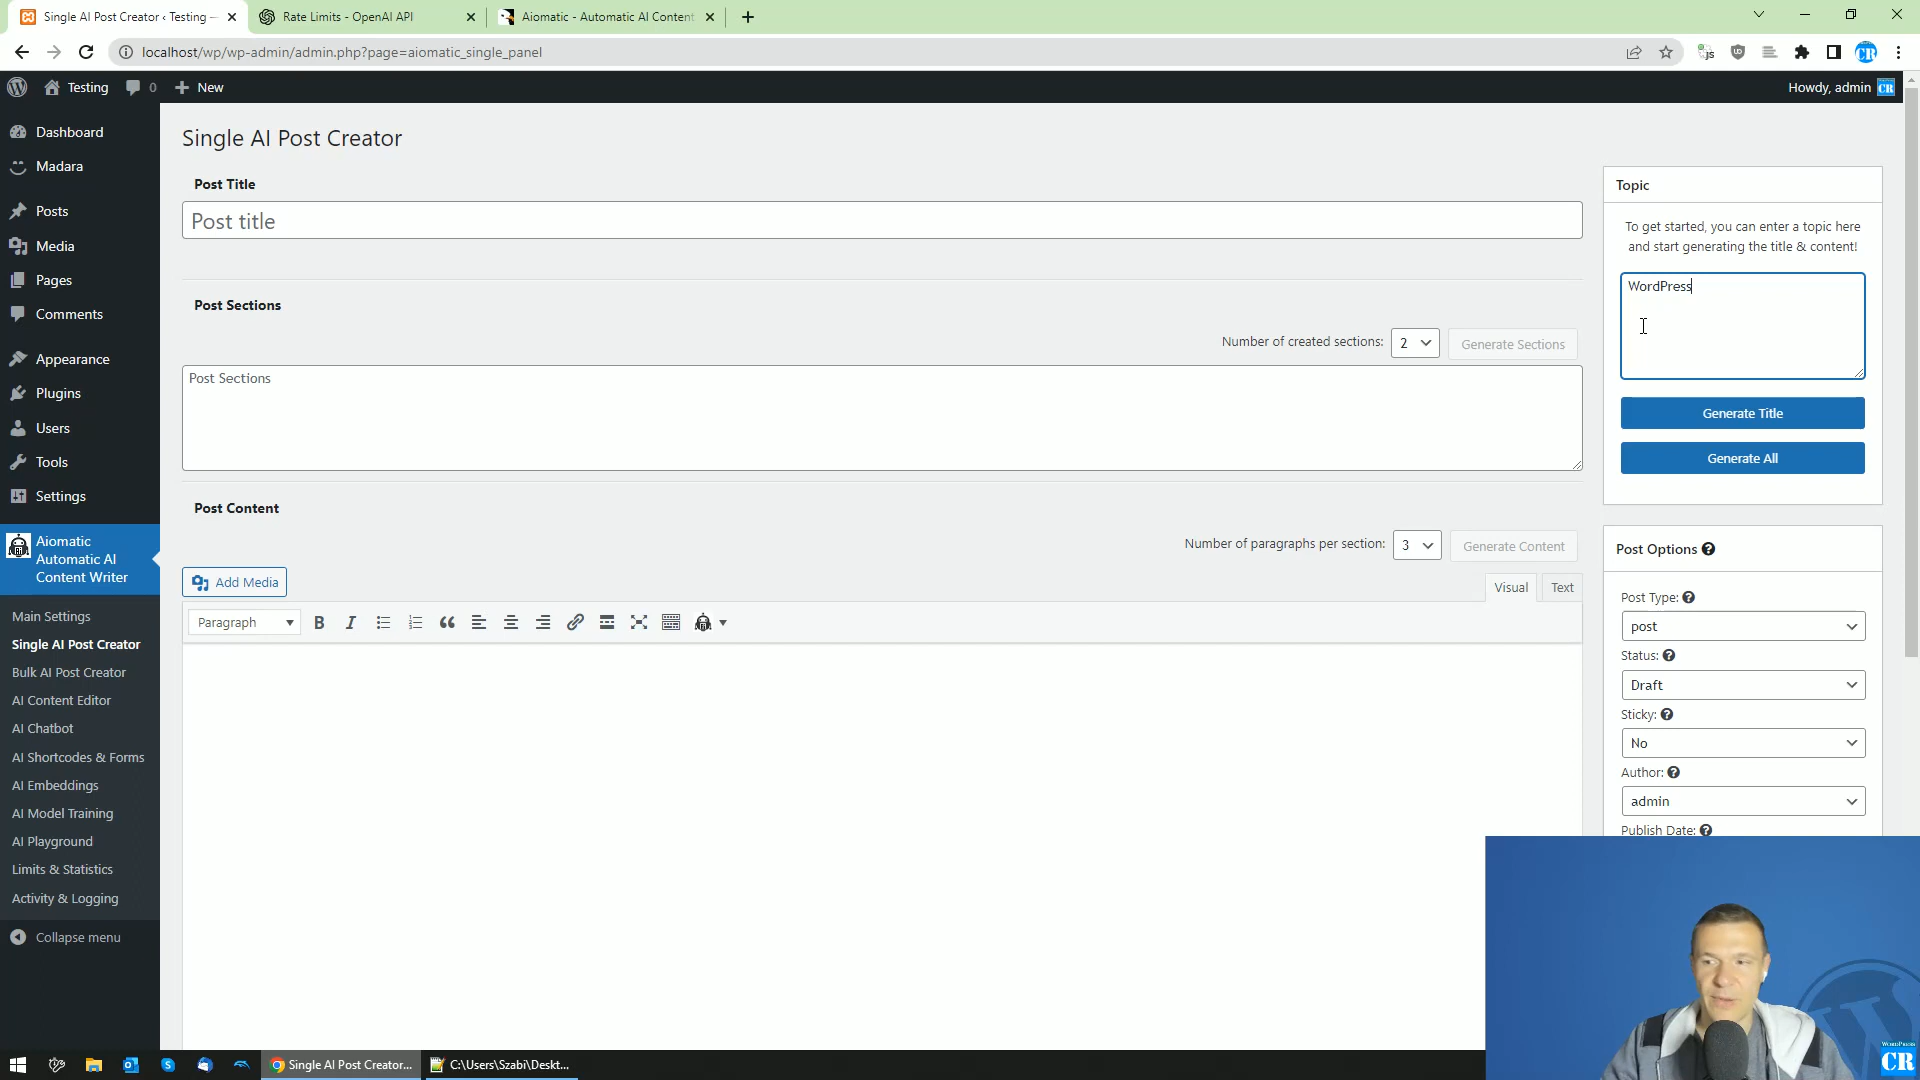 Single AI Post Creator ‹ Testing —
Rate Limits - OpenAI API
Aiomatic - Automatic AI Content
localhost/wp/wp-admin/admin.php?page=aiomatic_single_panel
Testing
0
New
Howdy, admin
CR
Dashboard
Madara
Posts
Media
Pages
Comments
Appearance
Plugins
Users
Tools
Settings
Aiomatic
Automatic AI
Content Writer
Main Settings
Single AI Post Creator
Bulk AI Post Creator
AI Content Editor
AI Chatbot
AI Shortcodes & Forms
AI Embeddings
AI Model Training
AI Playground
Limits & Statistics
Activity & Logging
Collapse menu
Single AI Post Creator
Post Title
Post title
Post Sections
Number of created sections: 2 Generate Sections
Post Sections
Post Content
Number of paragraphs per section: 3 Generate Content
Add Media
Visual Text
Paragraph
Topic
To get started, you can enter a topic here
and start generating the title & content!
WordPress
Generate Title
Generate All
Post Options
Post Type:
post
Status:
Draft
Sticky:
No
Author:
admin
Publish Date:
Single AI Post Creator...
C:\Users\Szabi\Deskt...
WORDPRESS
CR